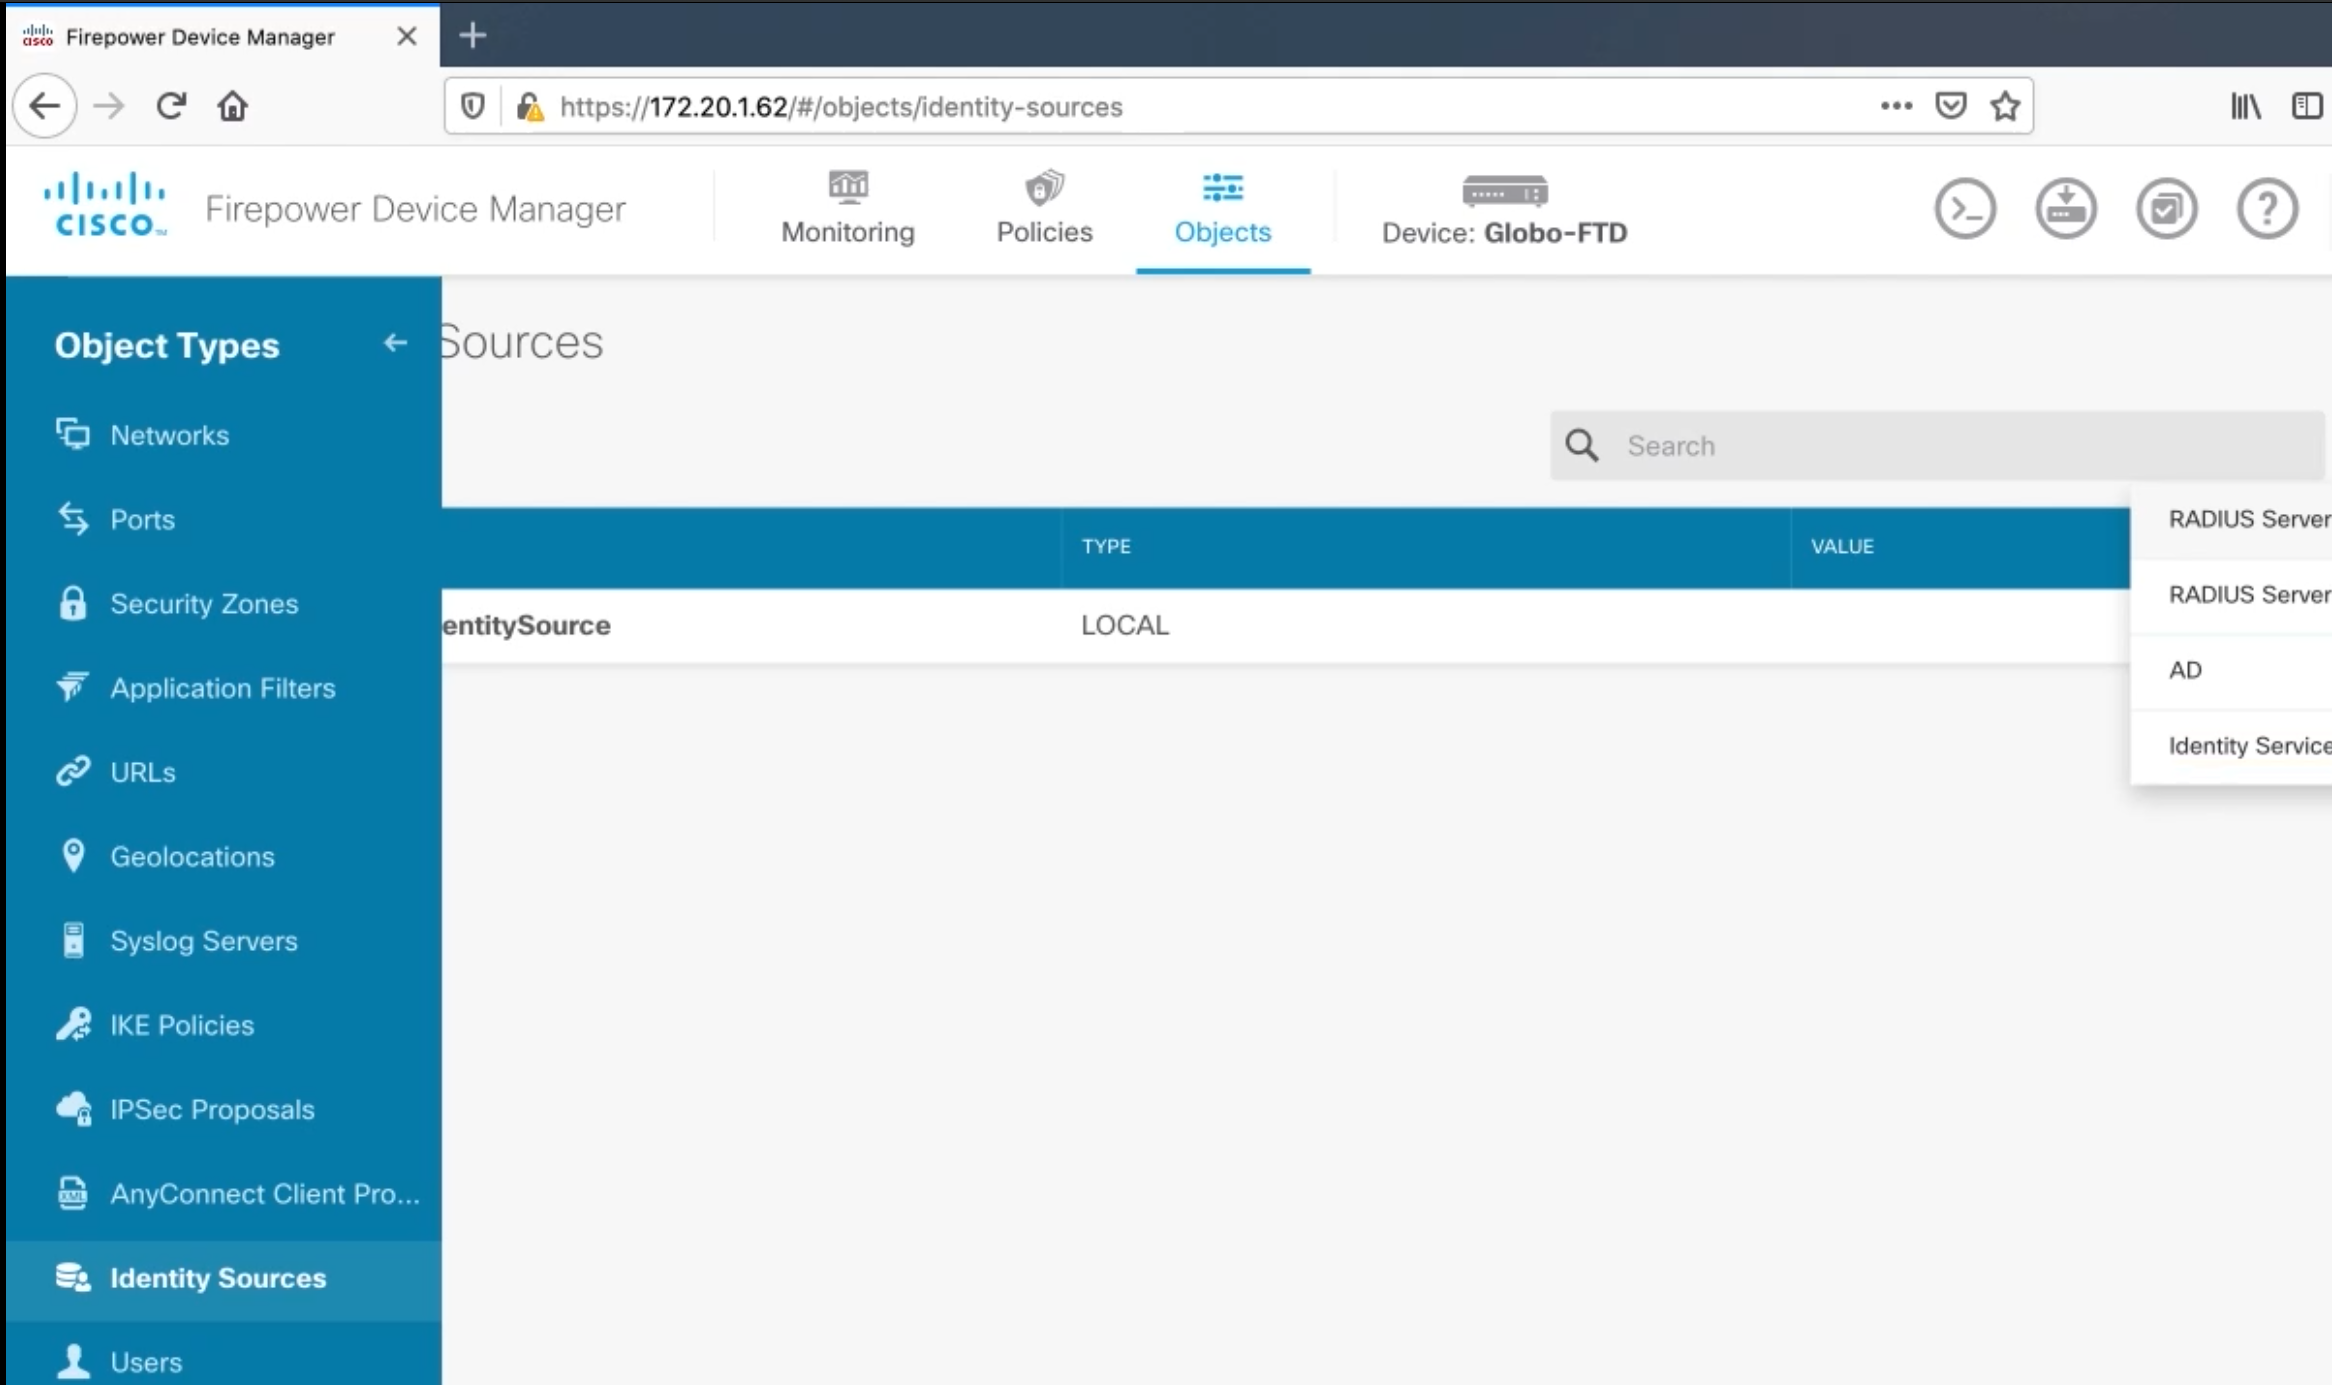 Firepower Device Manager
https://172.20.1.62/#/objects/identity-sources
CISCO
Firepower Device Manager
Monitoring
Policies
Objects
Device: Globo-FTD
Object Types
Sources
Networks
Search
Ports
RADIUS Server
TYPE
VALUE
RADIUS Server
Security Zones
entitySource
LOCAL
AD
Application Filters
Identity Service
URLs
Geolocations
Syslog Servers
IKE Policies
IPSec Proposals
AnyConnect Client Pro...
Identity Sources
Users